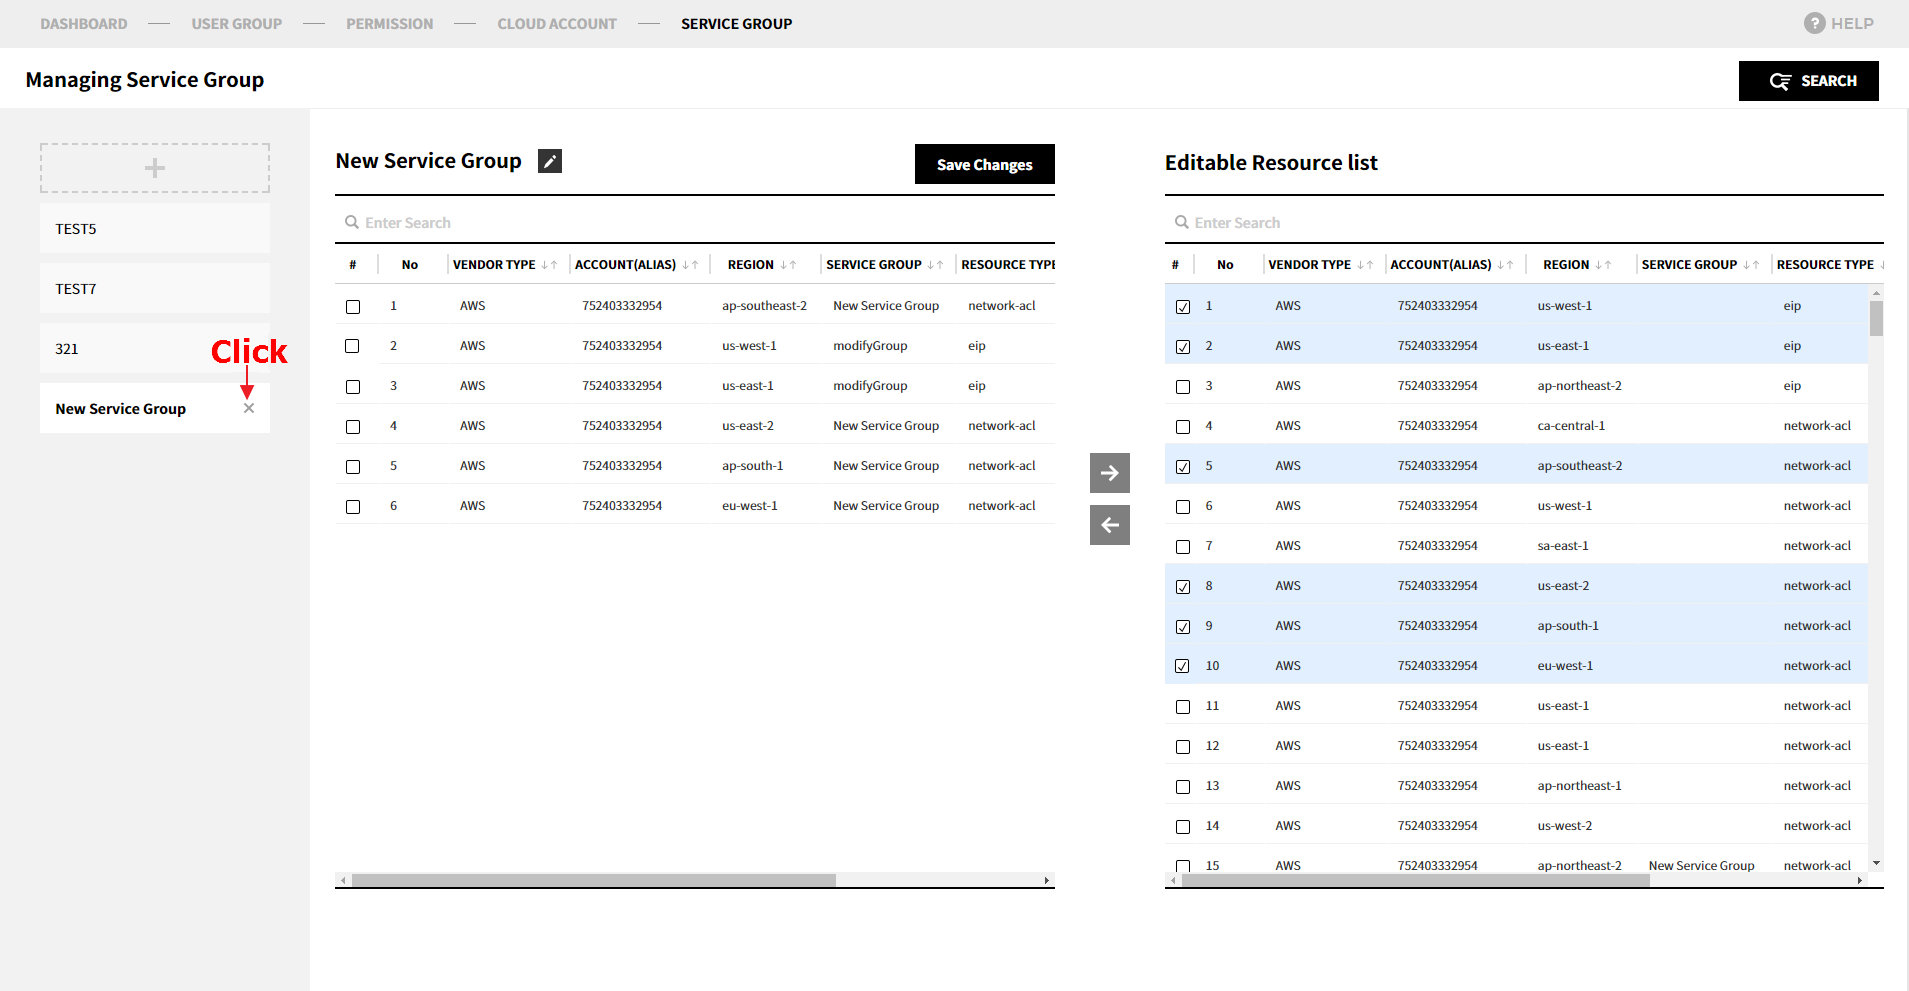 DASHBOARD USER GROUP PERMISSION CLOUD ACCOUNT SERVICE GROUP ? HELP
Managing Service Group
SEARCH
+
TEST5
TEST7
321
Click
New Service Group ×
New Service Group
Save Changes
Enter Search
# No VENDOR TYPE ↓↑ ACCOUNT(ALIAS) ↓↑ REGION ↓↑ SERVICE GROUP ↓↑ RESOURCE TYPE
1 AWS 752403332954 ap-southeast-2 New Service Group network-acl
2 AWS 752403332954 us-west-1 modifyGroup eip
3 AWS 752403332954 us-east-1 modifyGroup eip
4 AWS 752403332954 us-east-2 New Service Group network-acl
5 AWS 752403332954 ap-south-1 New Service Group network-acl
6 AWS 752403332954 eu-west-1 New Service Group network-acl
Editable Resource list
Enter Search
# No VENDOR TYPE ↓↑ ACCOUNT(ALIAS) ↓↑ REGION ↓↑ SERVICE GROUP ↓↑ RESOURCE TYPE ↓
1 AWS 752403332954 us-west-1 eip
2 AWS 752403332954 us-east-1 eip
3 AWS 752403332954 ap-northeast-2 eip
4 AWS 752403332954 ca-central-1 network-acl
5 AWS 752403332954 ap-southeast-2 network-acl
6 AWS 752403332954 us-west-1 network-acl
7 AWS 752403332954 sa-east-1 network-acl
8 AWS 752403332954 us-east-2 network-acl
9 AWS 752403332954 ap-south-1 network-acl
10 AWS 752403332954 eu-west-1 network-acl
11 AWS 752403332954 us-east-1 network-acl
12 AWS 752403332954 us-east-1 network-acl
13 AWS 752403332954 ap-northeast-1 network-acl
14 AWS 752403332954 us-west-2 network-acl
15 AWS 752403332954 ap-northeast-2 New Service Group network-acl